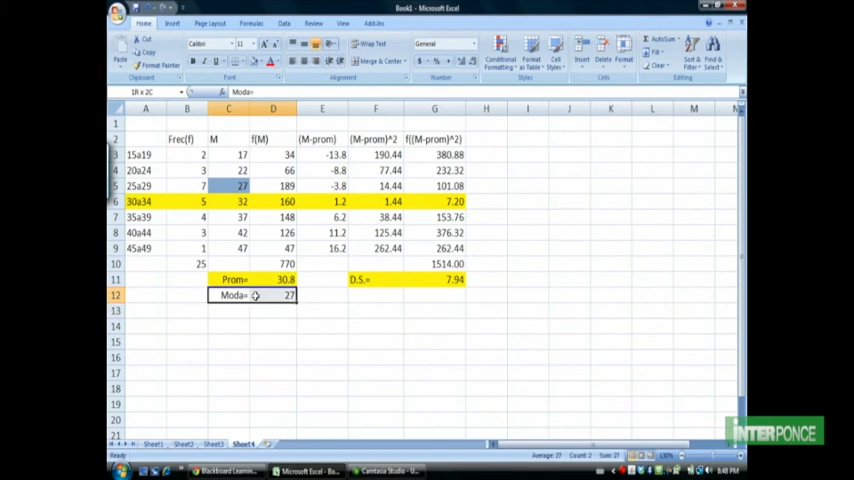 Book1 - Microsoft Excel
Home Insert Page Layout Formulas Data Review View Add-Ins
Cut
Copy
Format Painter
Paste
Clipboard
Calibri 11
Font
Wrap Text
Merge & Center
Alignment
General
Number
Conditional Formatting
Format as Table
Cell Styles
Styles
Insert Delete Format
Cells
AutoSum
Fill
Clear
Sort & Filter
Find & Select
Editing
1R x 2C
Moda=
A B C D E F G H I J K L M
1
2 Frec(f) M f(M) (M-prom) (M-prom)^2 f((M-prom)^2)
3 15a19 2 17 34 -13.8 190.44 380.88
4 20a24 3 22 66 -8.8 77.44 232.32
5 25a29 7 27 189 -3.8 14.44 101.08
6 30a34 5 32 160 1.2 1.44 7.20
7 35a39 4 37 148 6.2 38.44 153.76
8 40a44 3 42 126 11.2 125.44 376.32
9 45a49 1 47 47 16.2 262.44 262.44
10 25 770 1514.00
11 Prom= 30.8 D.S.= 7.94
12 Moda= 27
13
14
15
16
17
18
19
20
21
Sheet1 Sheet2 Sheet3 Sheet4
Ready
Average: 27 Count: 2 Sum: 27 130%
Blackboard Learnin...
Microsoft Excel - Bo...
Camtasia Studio - U...
8:48 PM
INTERPONCE